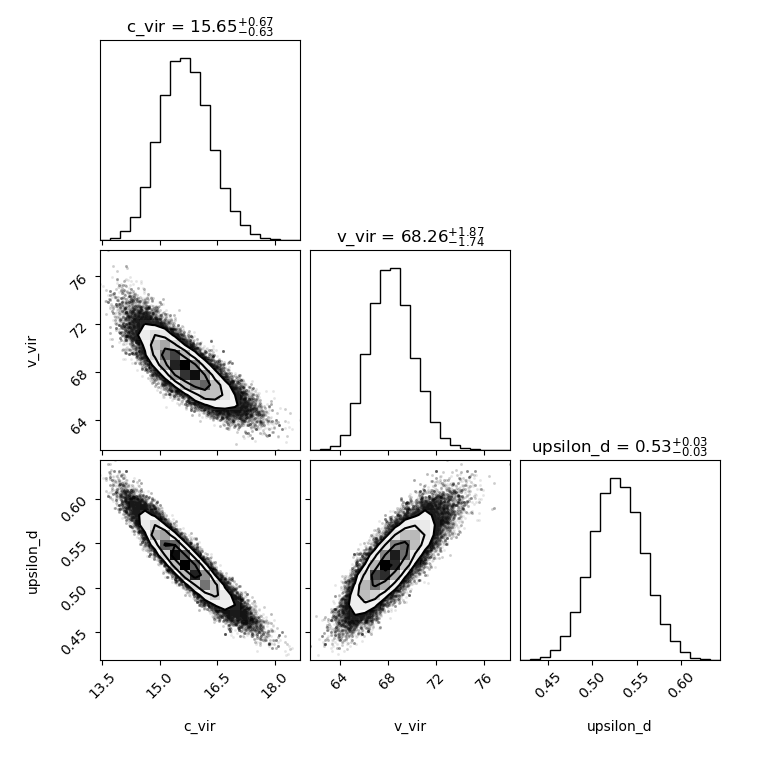 c_vir = 15.65+0.67−0.63
v_vir = 68.26+1.87−1.74
76
72
68
64
v_vir
upsilon_d = 0.53+0.03−0.03
0.60
0.55
0.50
0.45
upsilon_d
13.5 15.0 16.5 18.0
64 68 72 76
0.45 0.50 0.55 0.60
c_vir
v_vir
upsilon_d